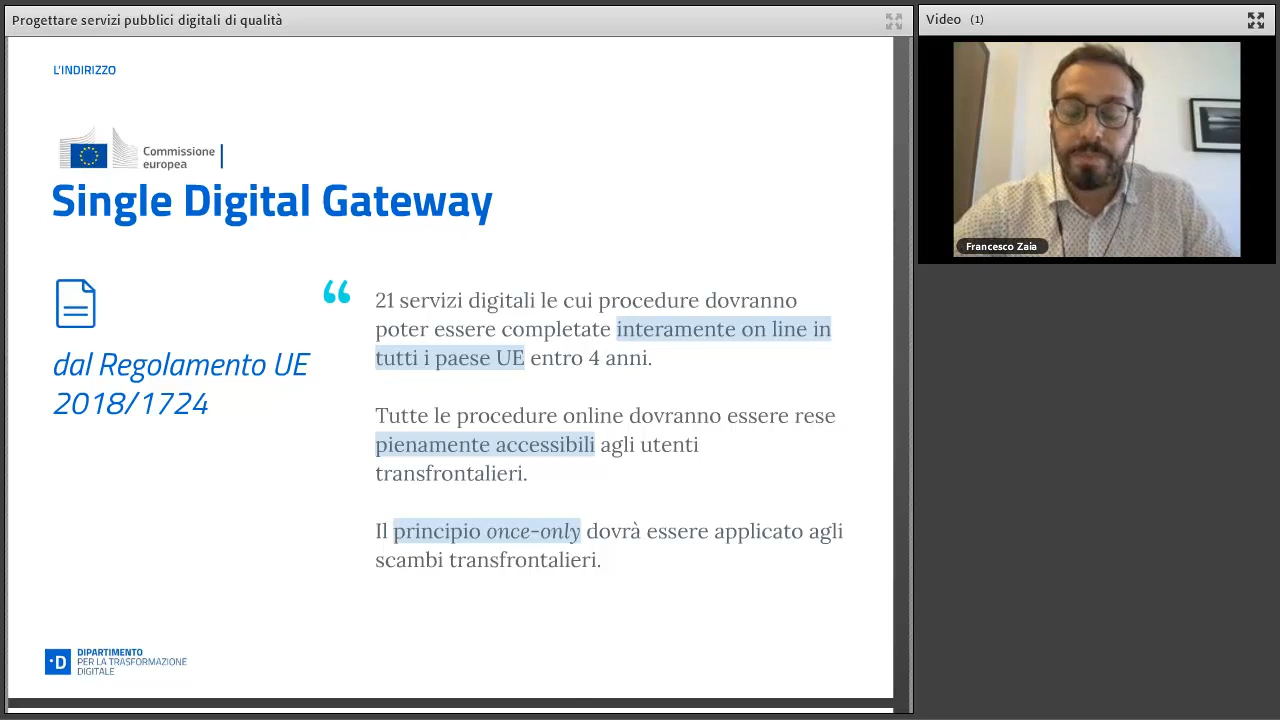 Progettare servizi pubblici digitali di qualità
Video (1)
L'INDIRIZZO
Commissione
europea
Single Digital Gateway
dal Regolamento UE
2018/1724
“
21 servizi digitali le cui procedure dovranno
poter essere completate interamente on line in
tutti i paese UE entro 4 anni.
Tutte le procedure online dovranno essere rese
pienamente accessibili agli utenti
transfrontalieri.
Il principio once-only dovrà essere applicato agli
scambi transfrontalieri.
·D
DIPARTIMENTO
PER LA TRASFORMAZIONE
DIGITALE
Francesco Zaia